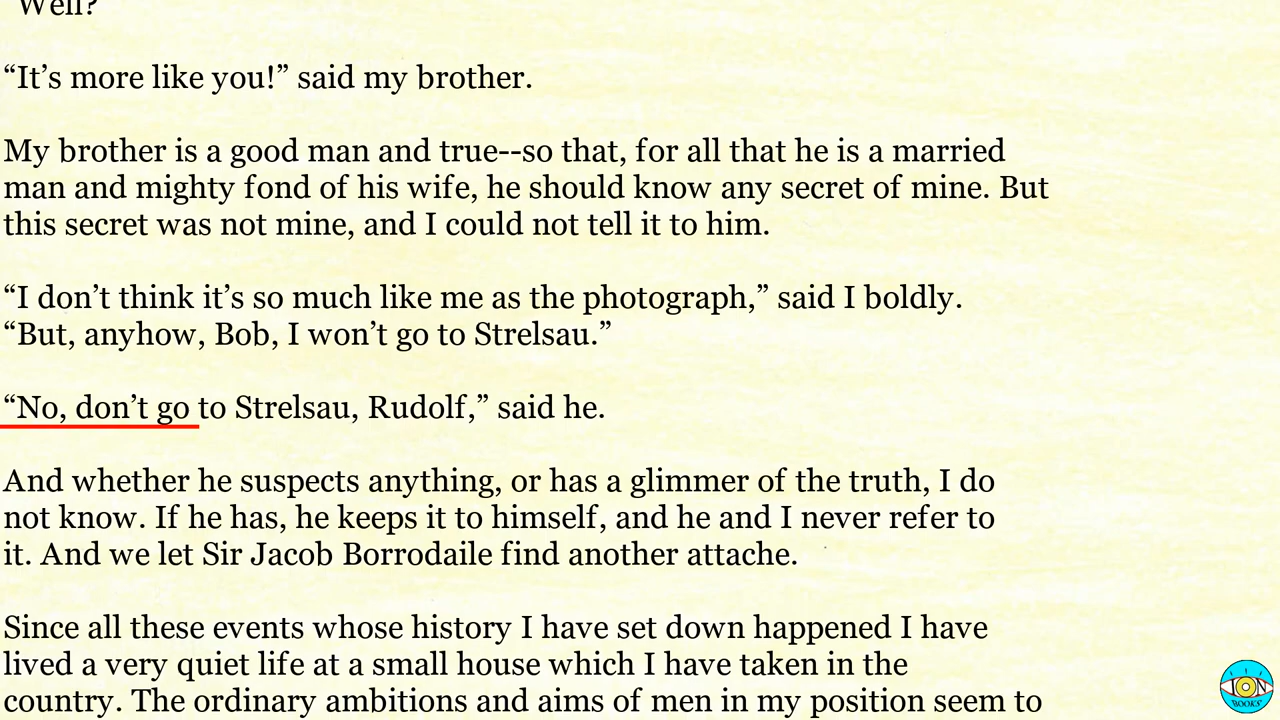 “Well?
“It’s more like you!” said my brother.
My brother is a good man and true--so that, for all that he is a married
man and mighty fond of his wife, he should know any secret of mine. But
this secret was not mine, and I could not tell it to him.
“I don’t think it’s so much like me as the photograph,” said I boldly.
“But, anyhow, Bob, I won’t go to Strelsau.”
“No, don’t go to Strelsau, Rudolf,” said he.
And whether he suspects anything, or has a glimmer of the truth, I do
not know. If he has, he keeps it to himself, and he and I never refer to
it. And we let Sir Jacob Borrodaile find another attache.
Since all these events whose history I have set down happened I have
lived a very quiet life at a small house which I have taken in the
country. The ordinary ambitions and aims of men in my position seem to
ION
BOOKS